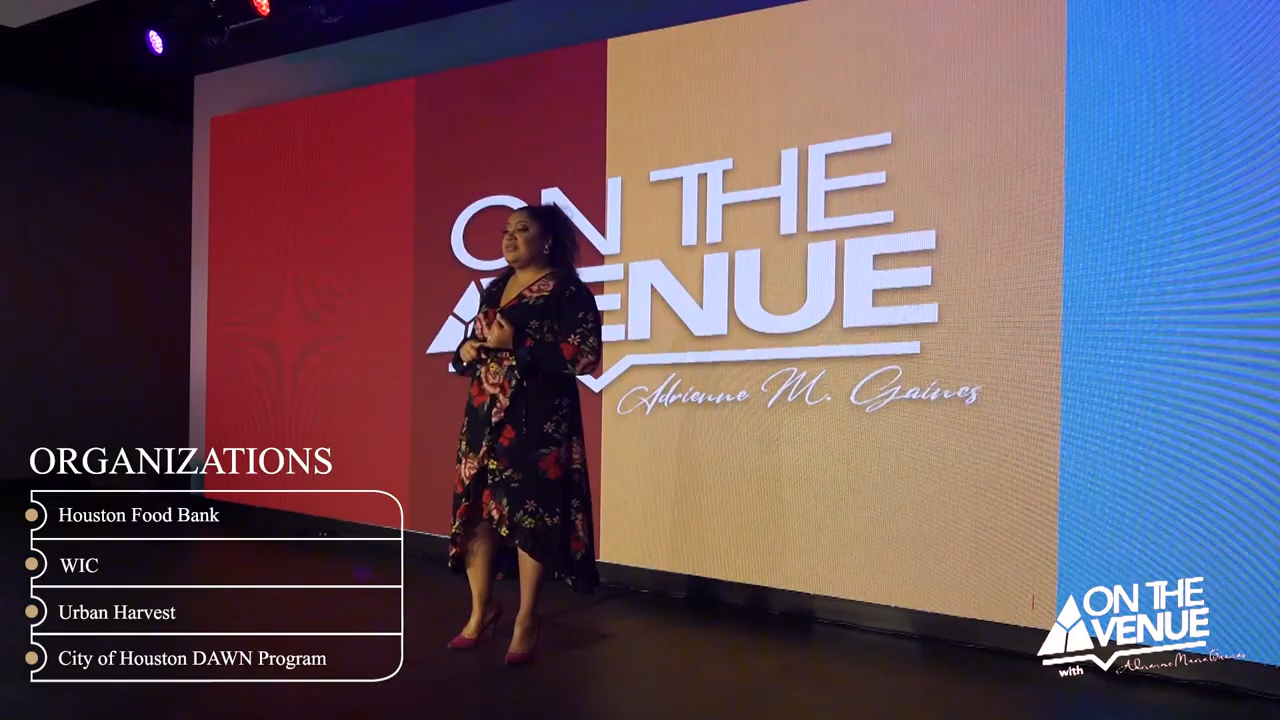 ON THE
AVENUE
Adrienne M. Gaines
ORGANIZATIONS
Houston Food Bank
WIC
Urban Harvest
City of Houston DAWN Program
ON THE
AVENUE
with